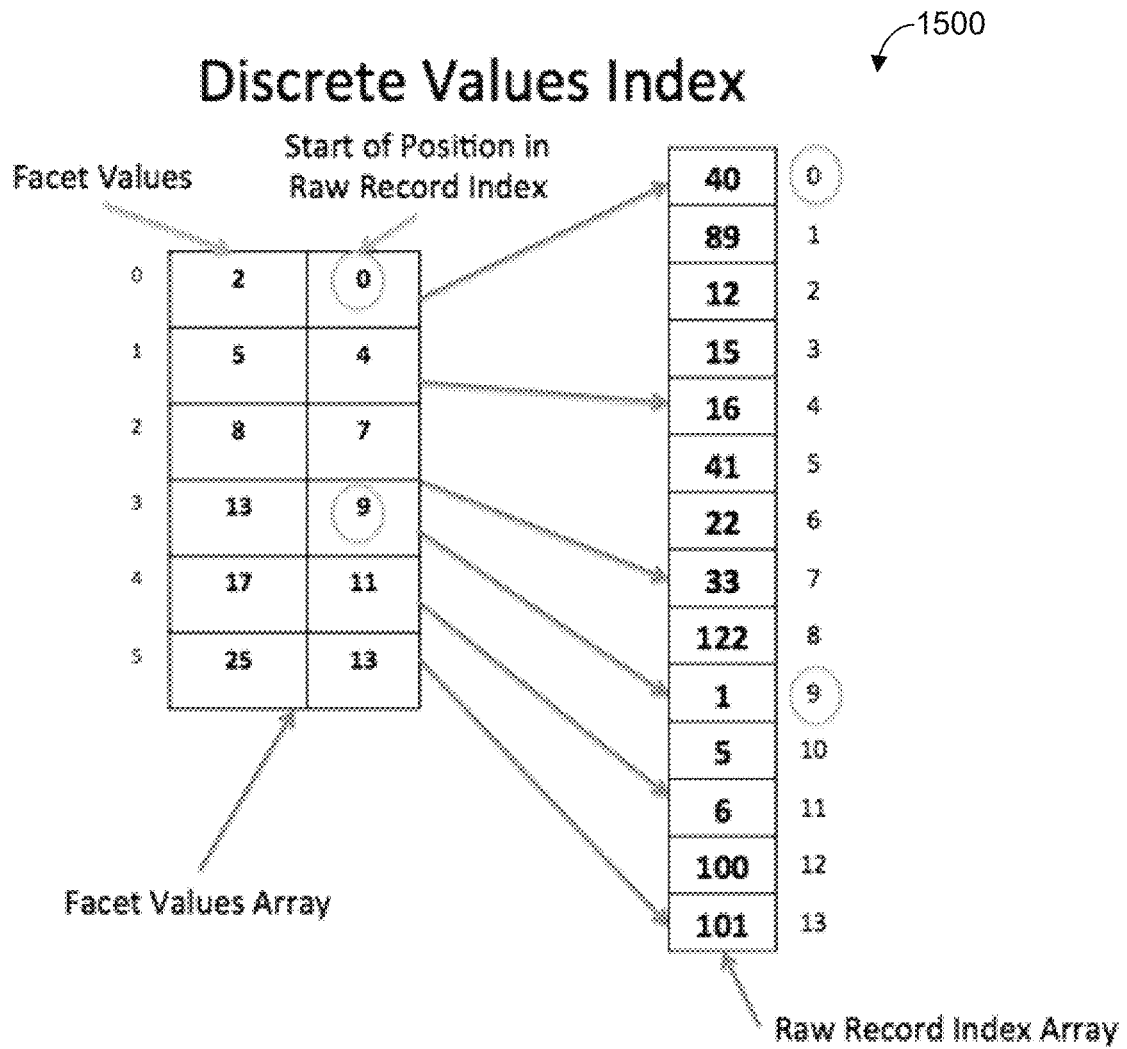 1500
Discrete Values Index
Facet Values
Start of Position in
Raw Record Index
0 2 0
1 5 4
2 8 7
3 13 9
4 17 11
5 25 13
Facet Values Array
40 0
89 1
12 2
15 3
16 4
41 5
22 6
33 7
122 8
1 9
5 10
6 11
100 12
101 13
Raw Record Index Array